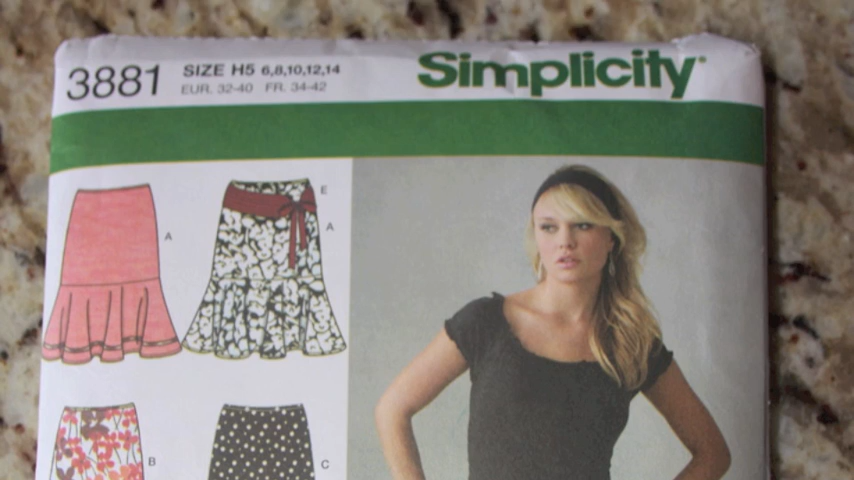 3881 SIZE H5 6,8,10,12,14 Simplicity
EUR. 32-40 FR. 34-42
E
A
A
B
C